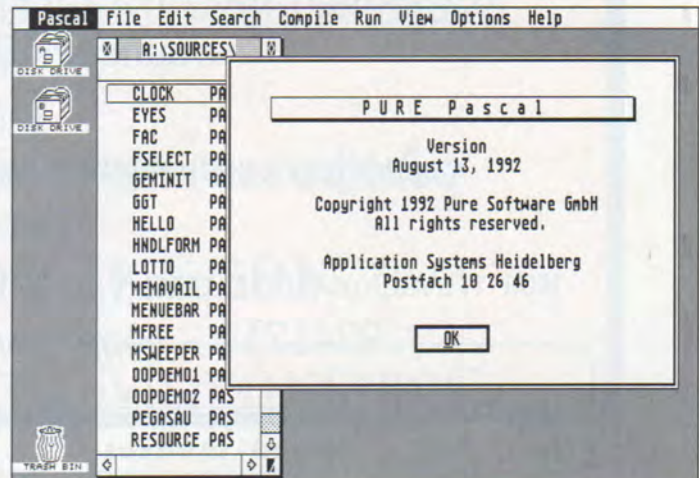 Pascal File Edit Search Compile Run View Options Help
DISK DRIVE
DISK DRIVE
TRASH BIN
A:\SOURCES\
CLOCK PA
EYES PA
FAC PA
FSELECT PA
GEMINIT PA
GGT PA
HELLO PA
HNDLFORM PA
LOTTO PA
MEMAVAIL PA
MENUEBAR PA
MFREE PA
MSWEEPER PA
OOPDEMO1 PA
OOPDEMO2 PAS
PEGASAU PAS
RESOURCE PAS
PURE Pascal
Version
August 13, 1992
Copyright 1992 Pure Software GmbH
All rights reserved.
Application Systems Heidelberg
Postfach 10 26 46
OK